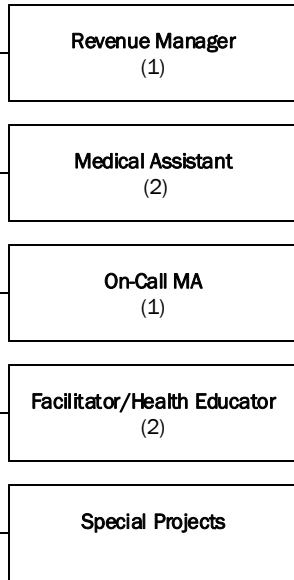 Revenue Manager
(1)
Medical Assistant
(2)
On-Call MA
(1)
Facilitator/Health Educator
(2)
Special Projects